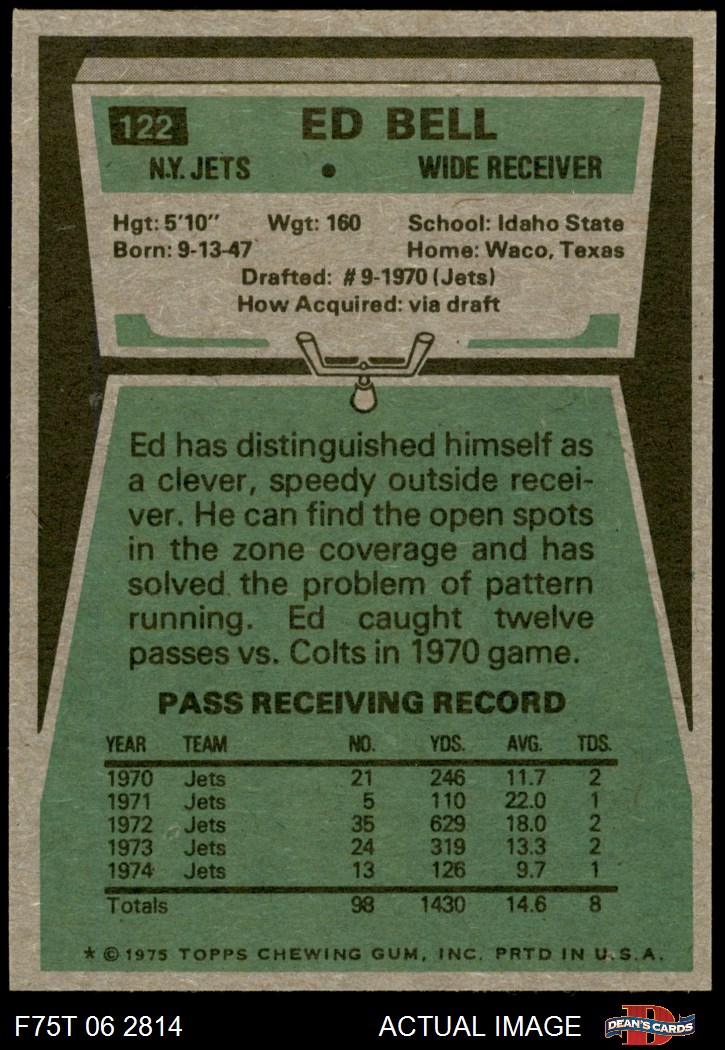 122 ED BELL
N.Y. JETS • WIDE RECEIVER
Hgt: 5'10" Wgt: 160 School: Idaho State
Born: 9-13-47 Home: Waco, Texas
Drafted: #9-1970 (Jets)
How Acquired: via draft
Ed has distinguished himself as
a clever, speedy outside recei-
ver. He can find the open spots
in the zone coverage and has
solved the problem of pattern
running. Ed caught twelve
passes vs. Colts in 1970 game.
PASS RECEIVING RECORD
YEAR TEAM NO. YDS. AVG. TDS.
1970 Jets 21 246 11.7 2
1971 Jets 5 110 22.0 1
1972 Jets 35 629 18.0 2
1973 Jets 24 319 13.3 2
1974 Jets 13 126 9.7 1
Totals 98 1430 14.6 8
* © 1975 TOPPS CHEWING GUM, INC. PRTD IN U.S.A.
F75T 06 2814 ACTUAL IMAGE D DEAN'S CARDS